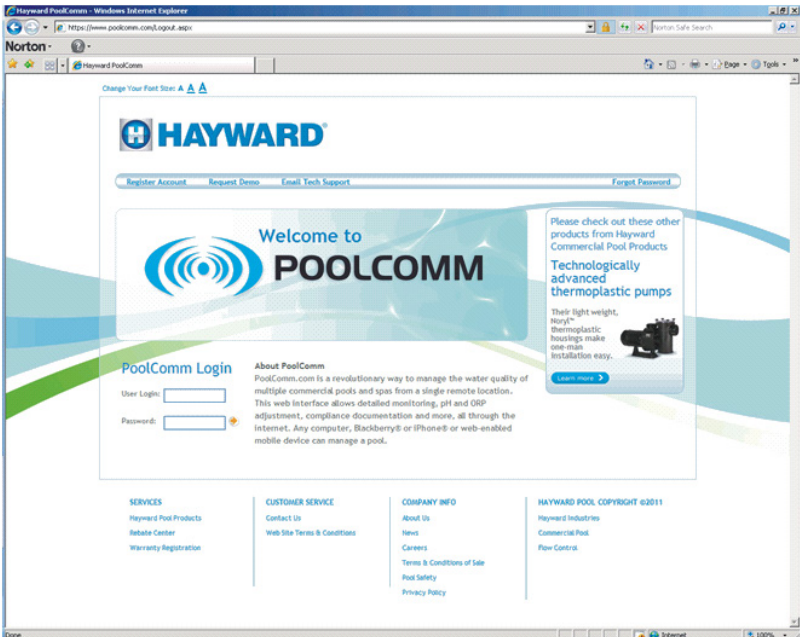 Hayward PoolComm - Windows Internet Explorer
https://www.poolcomm.com/Logout.aspx
Norton Safe Search
Norton
Hayward PoolComm
Page
Tools
Change Your Font Size: A A A
H HAYWARD®
Register Account Request Demo Email Tech Support Forgot Password
Welcome to
POOLCOMM
Please check out these other
products from Hayward
Commercial Pool Products
Technologically
advanced
thermoplastic pumps
Their light weight,
Noryl™
thermoplastic
housings make
one-man
installation easy.
Learn more
PoolComm Login
User Login:
Password:
About PoolComm
PoolComm.com is a revolutionary way to manage the water quality of
multiple commercial pools and spas from a single remote location.
This web interface allows detailed monitoring, pH and ORP
adjustment, compliance documentation and more, all through the
internet. Any computer, Blackberry® or iPhone® or web-enabled
mobile device can manage a pool.
SERVICES
Hayward Pool Products
Rebate Center
Warranty Registration
CUSTOMER SERVICE
Contact Us
Web Site Terms & Conditions
COMPANY INFO
About Us
News
Careers
Terms & Conditions of Sale
Pool Safety
Privacy Policy
HAYWARD POOL COPYRIGHT ©2011
Hayward Industries
Commercial Pool
Flow Control
Done
Internet
100%